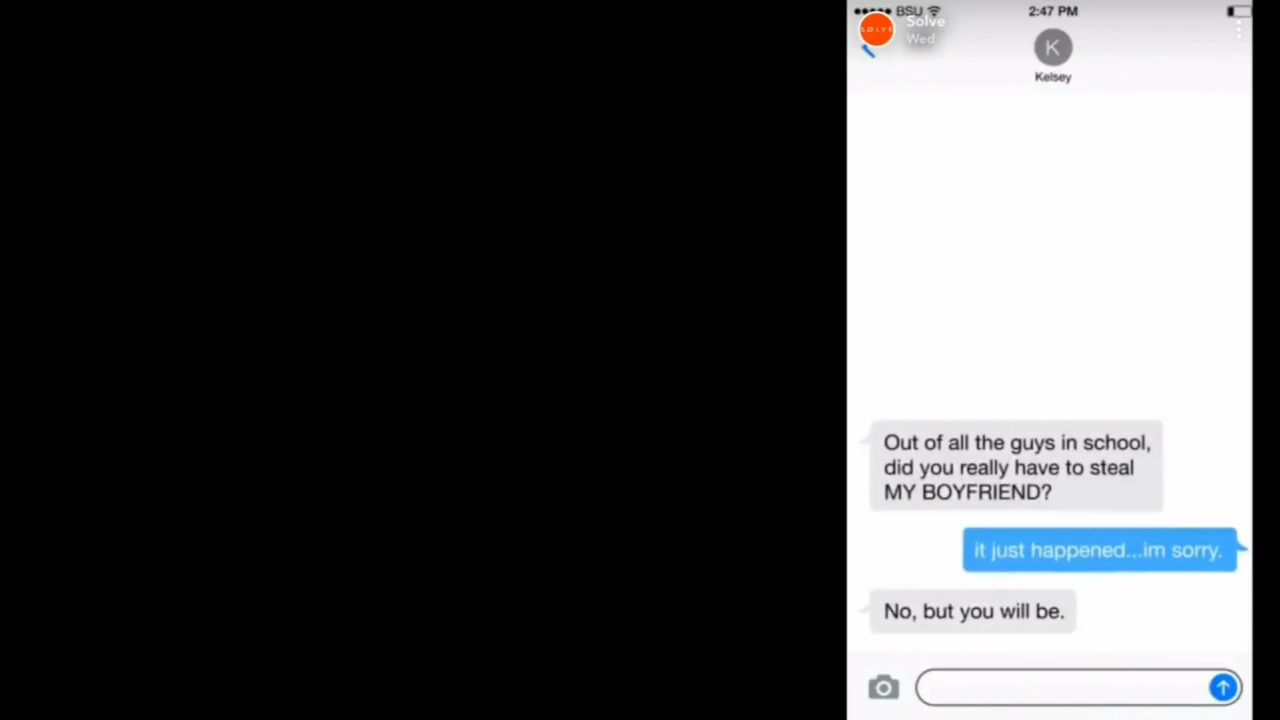 ●●●●● BSU 2:47 PM
SOLVE Solve
Wed
K
Kelsey
Out of all the guys in school,
did you really have to steal
MY BOYFRIEND?
it just happened...im sorry.
No, but you will be.